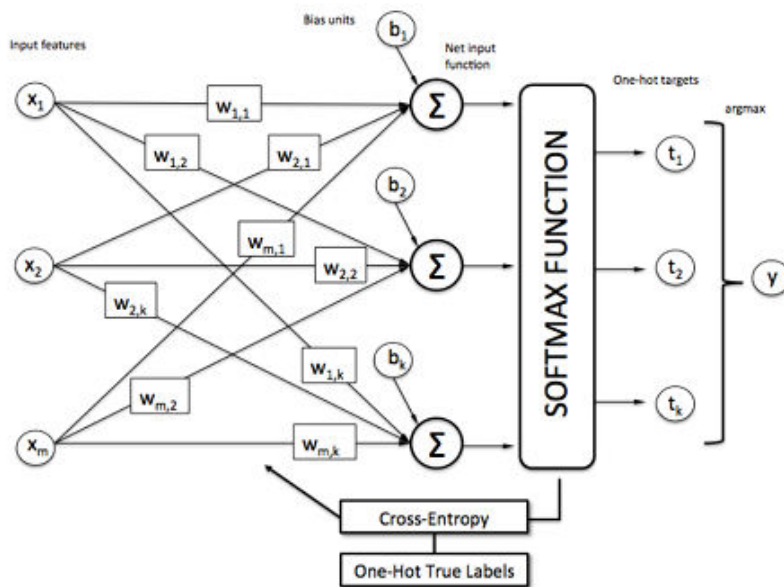 Bias units
b1
Input features
Net input
function
One-hot targets
argmax
x1
w1,1
Σ
w1,2
w2,1
t1
b2
wm,1
x2
w2,2
Σ
SOFTMAX FUNCTION
t2
y
w2,k
bk
w1,k
wm,2
tk
xm
wm,k
Σ
Cross-Entropy
One-Hot True Labels